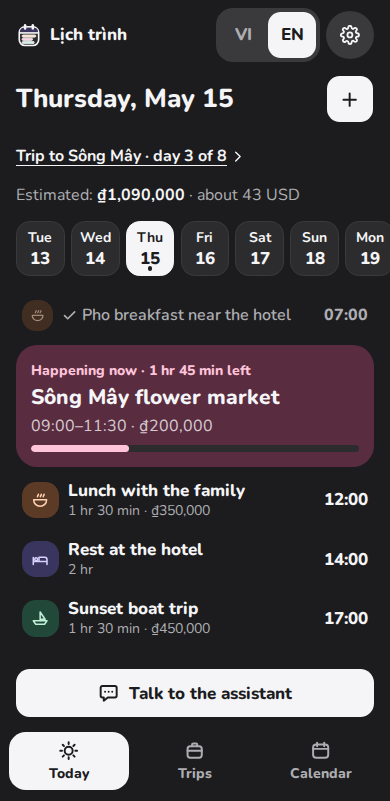 Lịch trình
VI
EN
Thursday, May 15
Trip to Sông Mây · day 3 of 8
Estimated: ₫1,090,000 · about 43 USD
Tue
13
Wed
14
Thu
15
Fri
16
Sat
17
Sun
18
Mon
19
Pho breakfast near the hotel
07:00
Happening now · 1 hr 45 min left
Sông Mây flower market
09:00–11:30 · ₫200,000
Lunch with the family
1 hr 30 min · ₫350,000
12:00
Rest at the hotel
2 hr
14:00
Sunset boat trip
1 hr 30 min · ₫450,000
17:00
Talk to the assistant
Today
Trips
Calendar